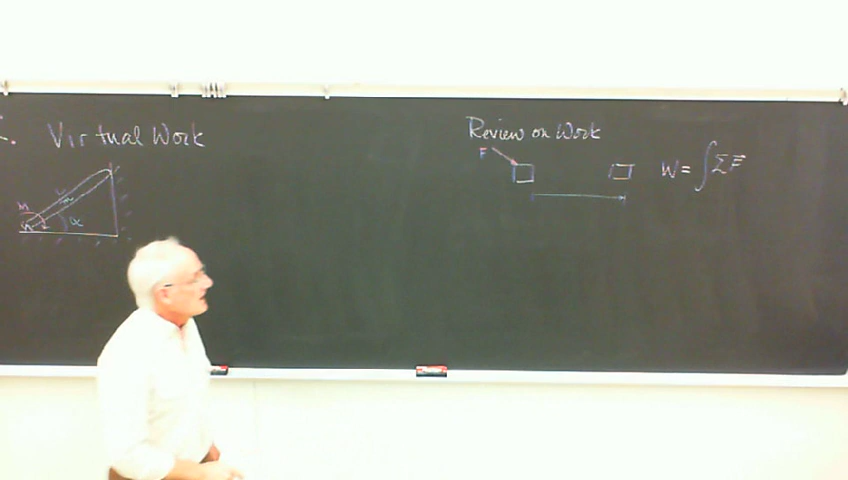 Virtual Work
m
α
Review on Work
F
W = ∫ΣF⃗